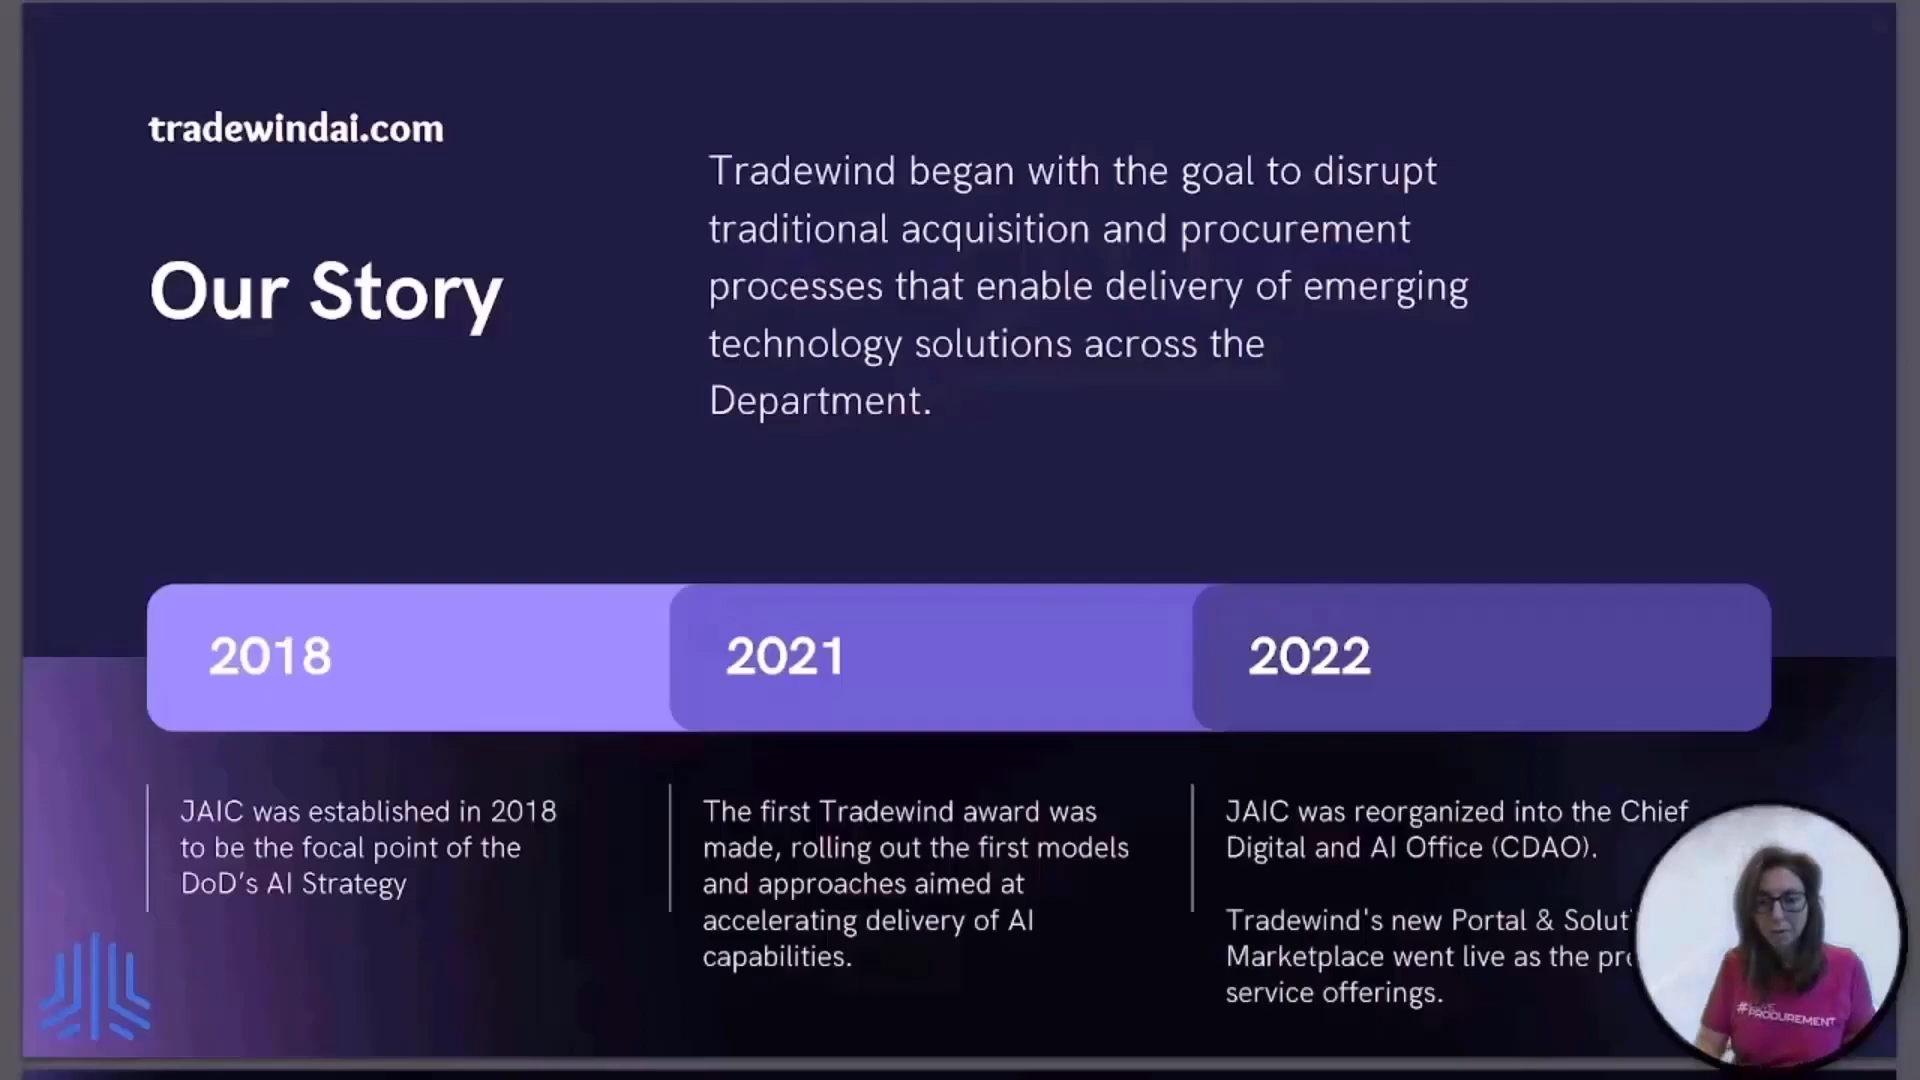 tradewindai.com
Our Story
Tradewind began with the goal to disrupt
traditional acquisition and procurement
processes that enable delivery of emerging
technology solutions across the
Department.
2018
2021
2022
JAIC was established in 2018
to be the focal point of the
DoD's AI Strategy
The first Tradewind award was
made, rolling out the first models
and approaches aimed at
accelerating delivery of AI
capabilities.
JAIC was reorganized into the Chief
Digital and AI Office (CDAO).
Tradewind's new Portal &
Marketplace went live as the
service offerings.
PROCUREMENT